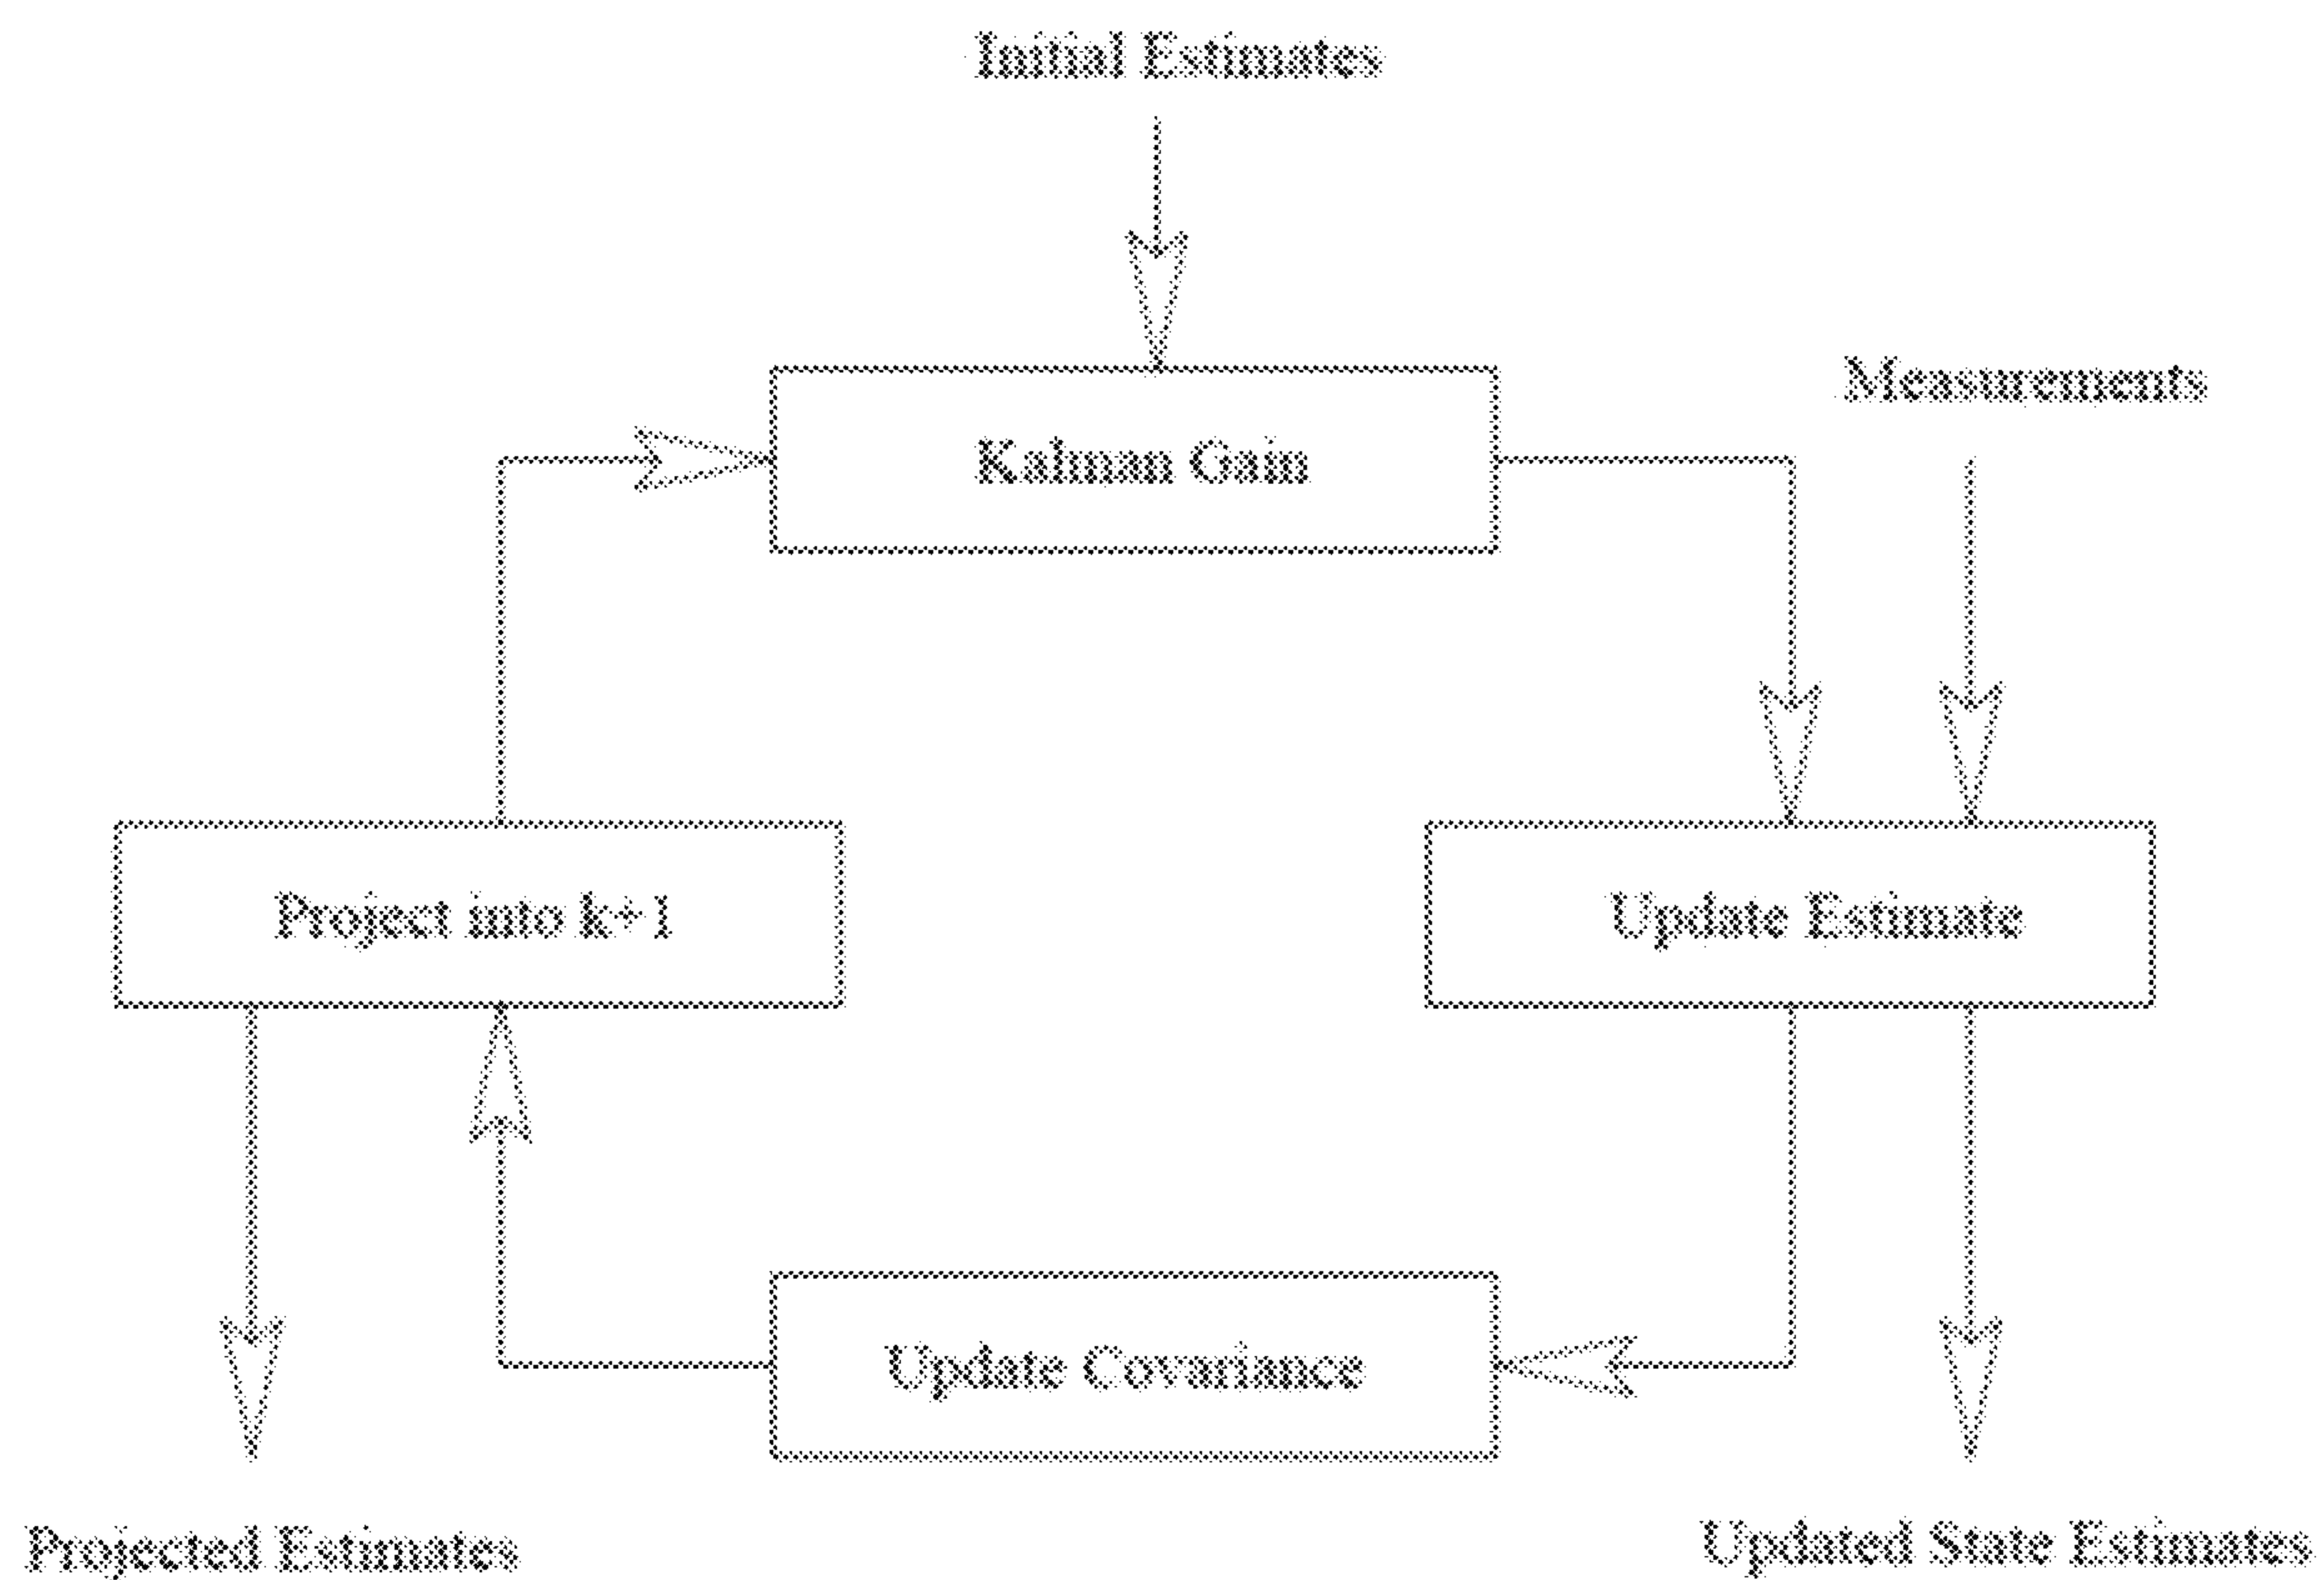 Initial Estimates
Measurements
Kalman Gain
Project into k+1
Update Estimate
Update Covariance
Projected Estimates
Updated State Estimates